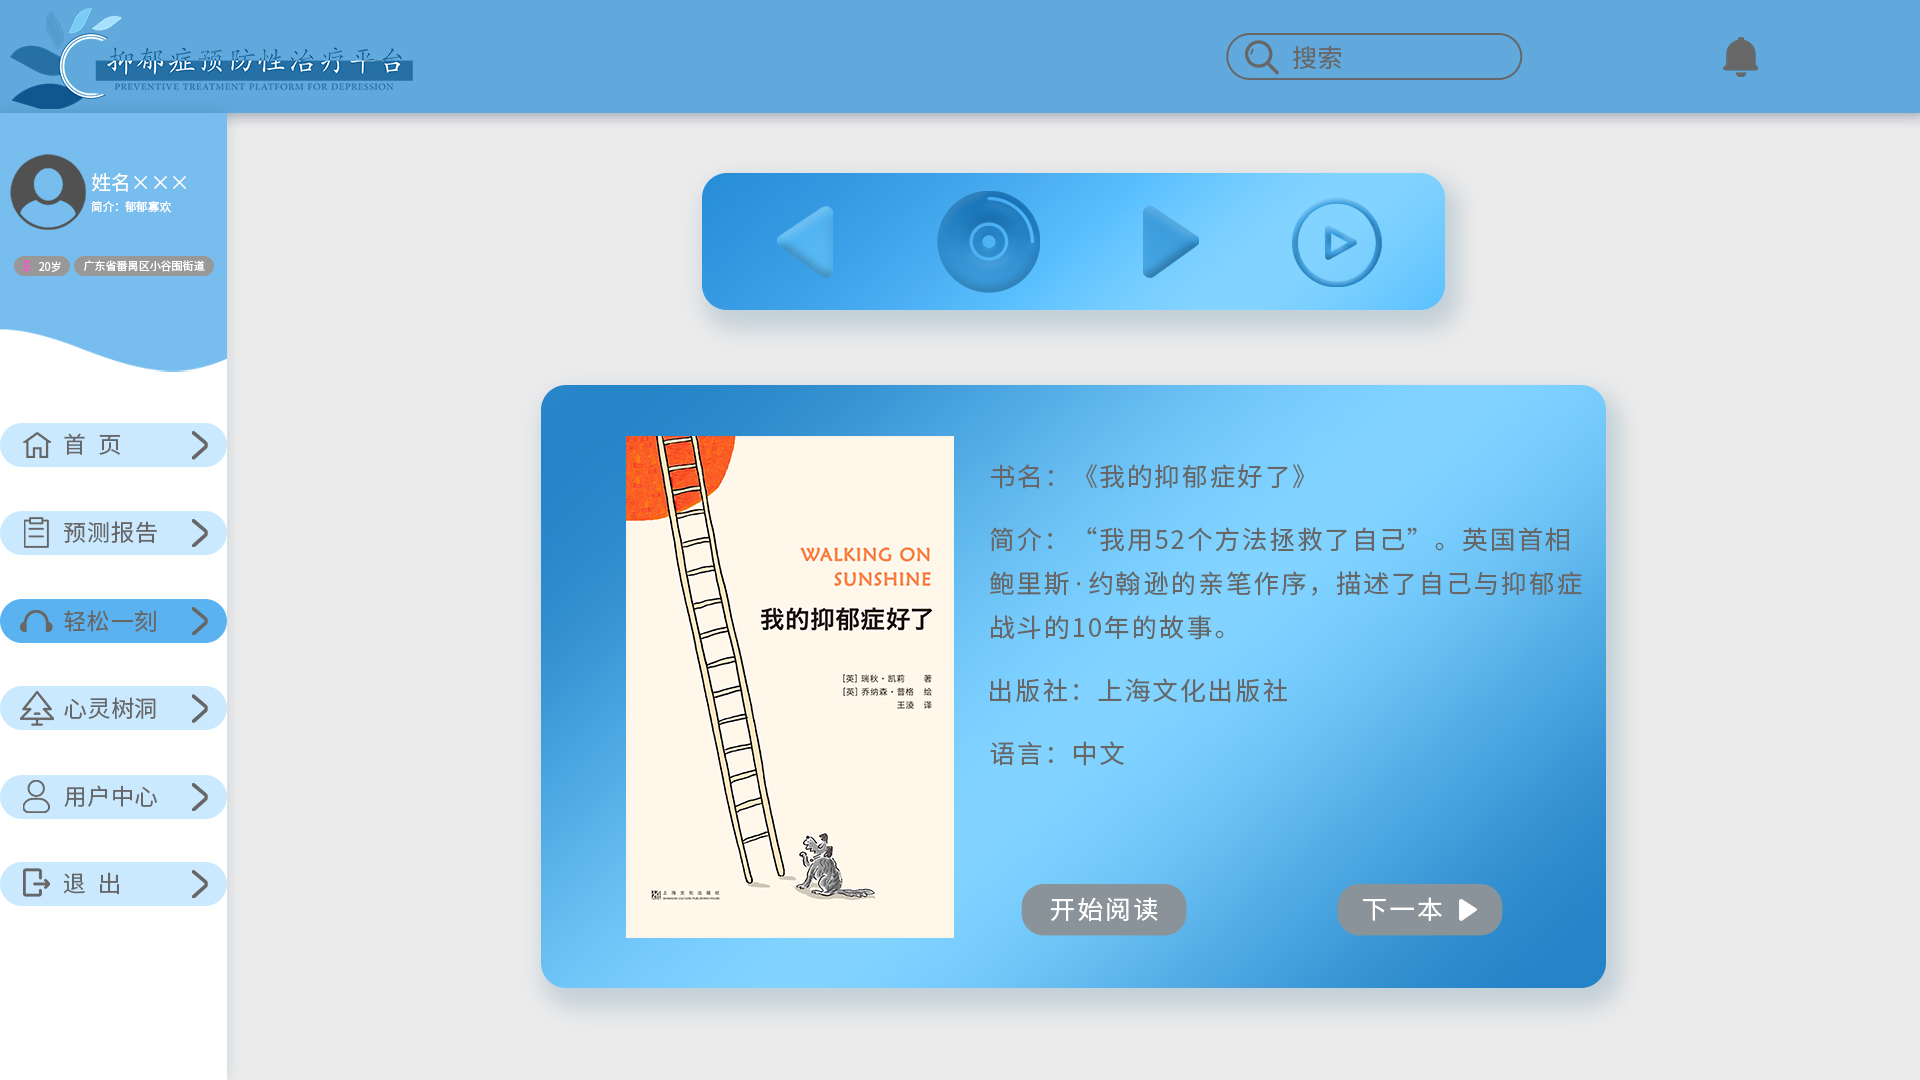 抑郁症预防性治疗平台
PREVENTIVE TREATMENT PLATFORM FOR DEPRESSION
搜索
姓名×××
简介：郁郁寡欢
20岁
广东省番禺区小谷围街道
首 页
预测报告
轻松一刻
心灵树洞
用户中心
退 出
WALKING ON
SUNSHINE
我的抑郁症好了
[英] 瑞秋·凯莉 著
[英] 乔纳森·普格 绘
王凌 译
上海文化出版社
SHANGHAI CULTURE PUBLISHING HOUSE
书名：《我的抑郁症好了》
简介：“我用52个方法拯救了自己”。英国首相
鲍里斯·约翰逊的亲笔作序，描述了自己与抑郁症
战斗的10年的故事。
出版社：上海文化出版社
语言：中文
开始阅读
下一本